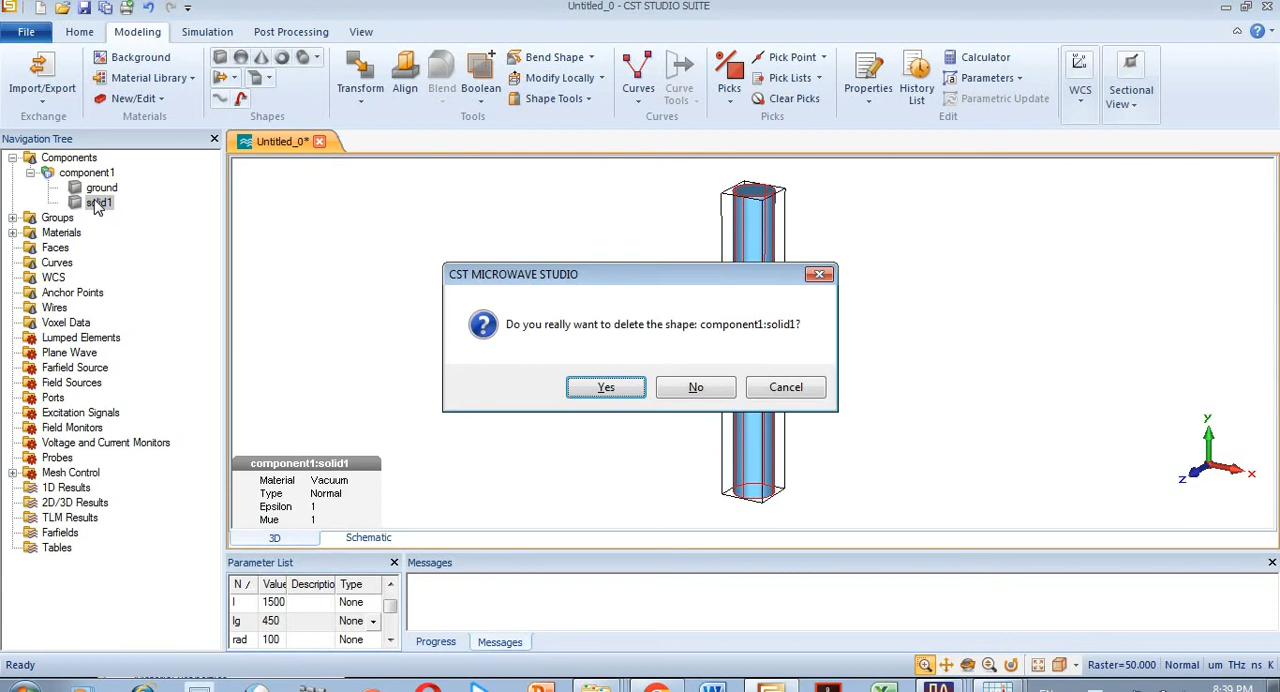 Untitled_0 - CST STUDIO SUITE
File Home Modeling Simulation Post Processing View
Import/Export
Exchange
Background
Material Library
New/Edit
Materials
Shapes
Transform
Align
Blend
Boolean
Bend Shape
Modify Locally
Shape Tools
Tools
Curves
Curve Tools
Curves
Picks
Pick Point
Pick Lists
Clear Picks
Picks
Properties
History List
Calculator
Parameters
Parametric Update
Edit
WCS
Sectional View
Navigation Tree
Untitled_0*
Components
component1
ground
solid1
Groups
Materials
Faces
Curves
WCS
Anchor Points
Wires
Voxel Data
Lumped Elements
Plane Wave
Farfield Source
Field Sources
Ports
Excitation Signals
Field Monitors
Voltage and Current Monitors
Probes
Mesh Control
1D Results
2D/3D Results
TLM Results
Farfields
Tables
CST MICROWAVE STUDIO
Do you really want to delete the shape: component1:solid1?
Yes No Cancel
y
x
z
component1:solid1
Material Vacuum
Type Normal
Epsilon 1
Mue 1
3D Schematic
Parameter List
N / Value Descriptio Type
l 1500 None
lg 450 None
rad 100 None
Messages
Progress Messages
Ready
Raster=50.000 Normal um THz ns K
EN 8:39 PM